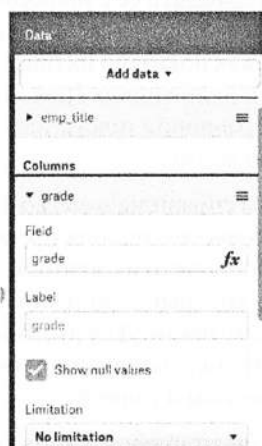 Data
Add data ▾
▸ emp_title
Columns
▾ grade
Field
grade fx
Label
grade
Show null values
Limitation
No limitation ▾